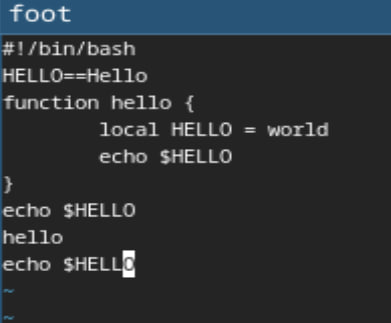 foot
#!/bin/bash
HELLO==Hello
function hello {
        local HELLO = world
        echo $HELLO
}
echo $HELLO
hello
echo $HELLO
~
~